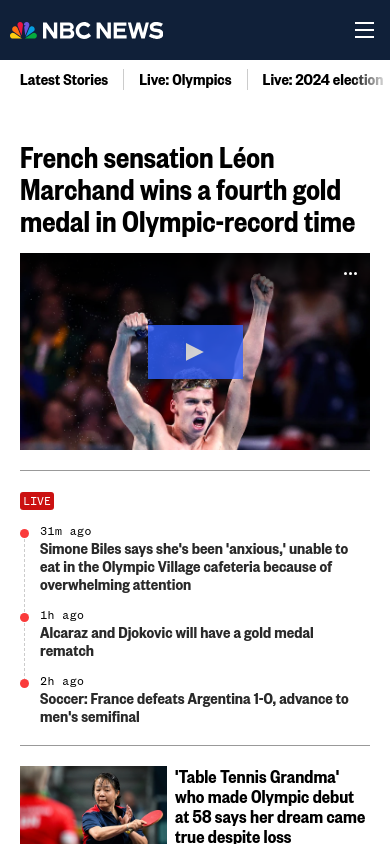 NBC NEWS
Latest Stories
Live: Olympics
Live: 2024 election
French sensation Léon
Marchand wins a fourth gold
medal in Olympic-record time
LIVE
31m ago
Simone Biles says she's been 'anxious,' unable to
eat in the Olympic Village cafeteria because of
overwhelming attention
1h ago
Alcaraz and Djokovic will have a gold medal
rematch
2h ago
Soccer: France defeats Argentina 1-0, advance to
men's semifinal
'Table Tennis Grandma'
who made Olympic debut
at 58 says her dream came
true despite loss